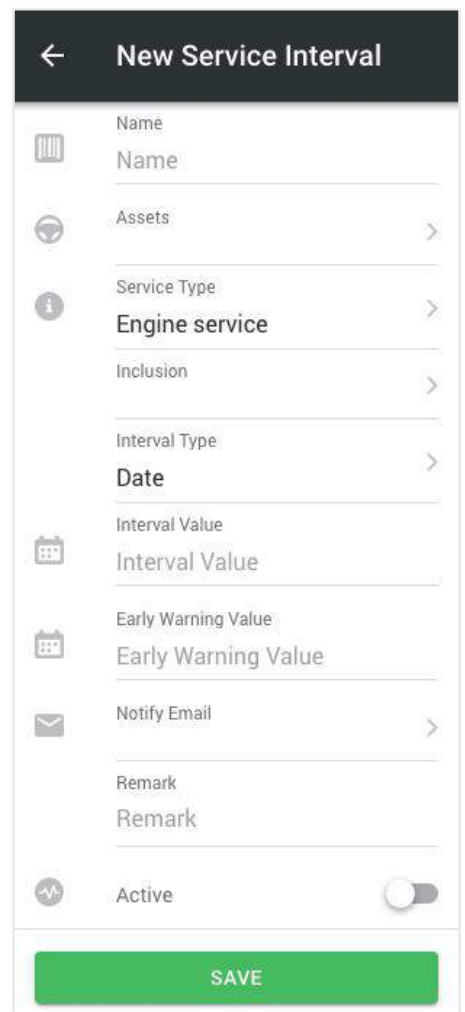 New Service Interval
Name
Name
Assets
Service Type
Engine service
Inclusion
Interval Type
Date
Interval Value
Interval Value
Early Warning Value
Early Warning Value
Notify Email
Remark
Remark
Active
SAVE